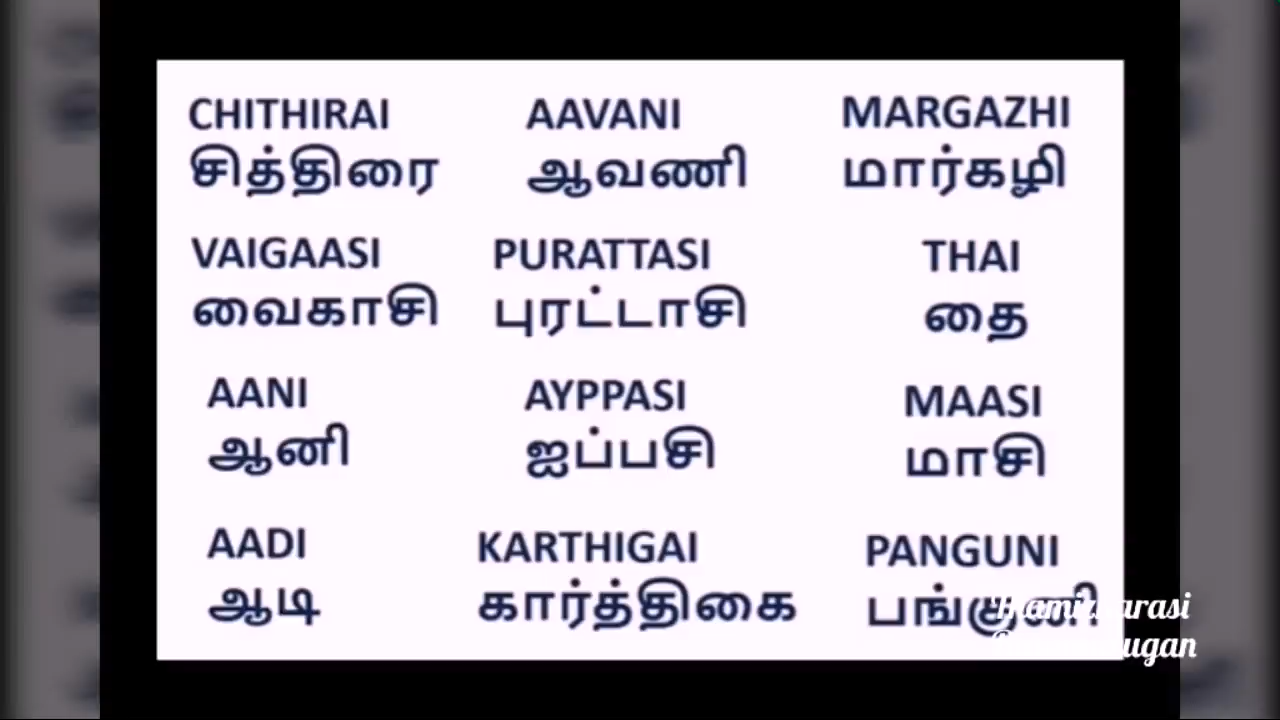 CHITHIRAI
சித்திரை
VAIGAASI
வைகாசி
AANI
ஆனி
AADI
ஆடி
AAVANI
ஆவணி
PURATTASI
புரட்டாசி
AYPPASI
ஐப்பசி
KARTHIGAI
கார்த்திகை
MARGAZHI
மார்கழி
THAI
தை
MAASI
மாசி
PANGUNI
பங்குனி